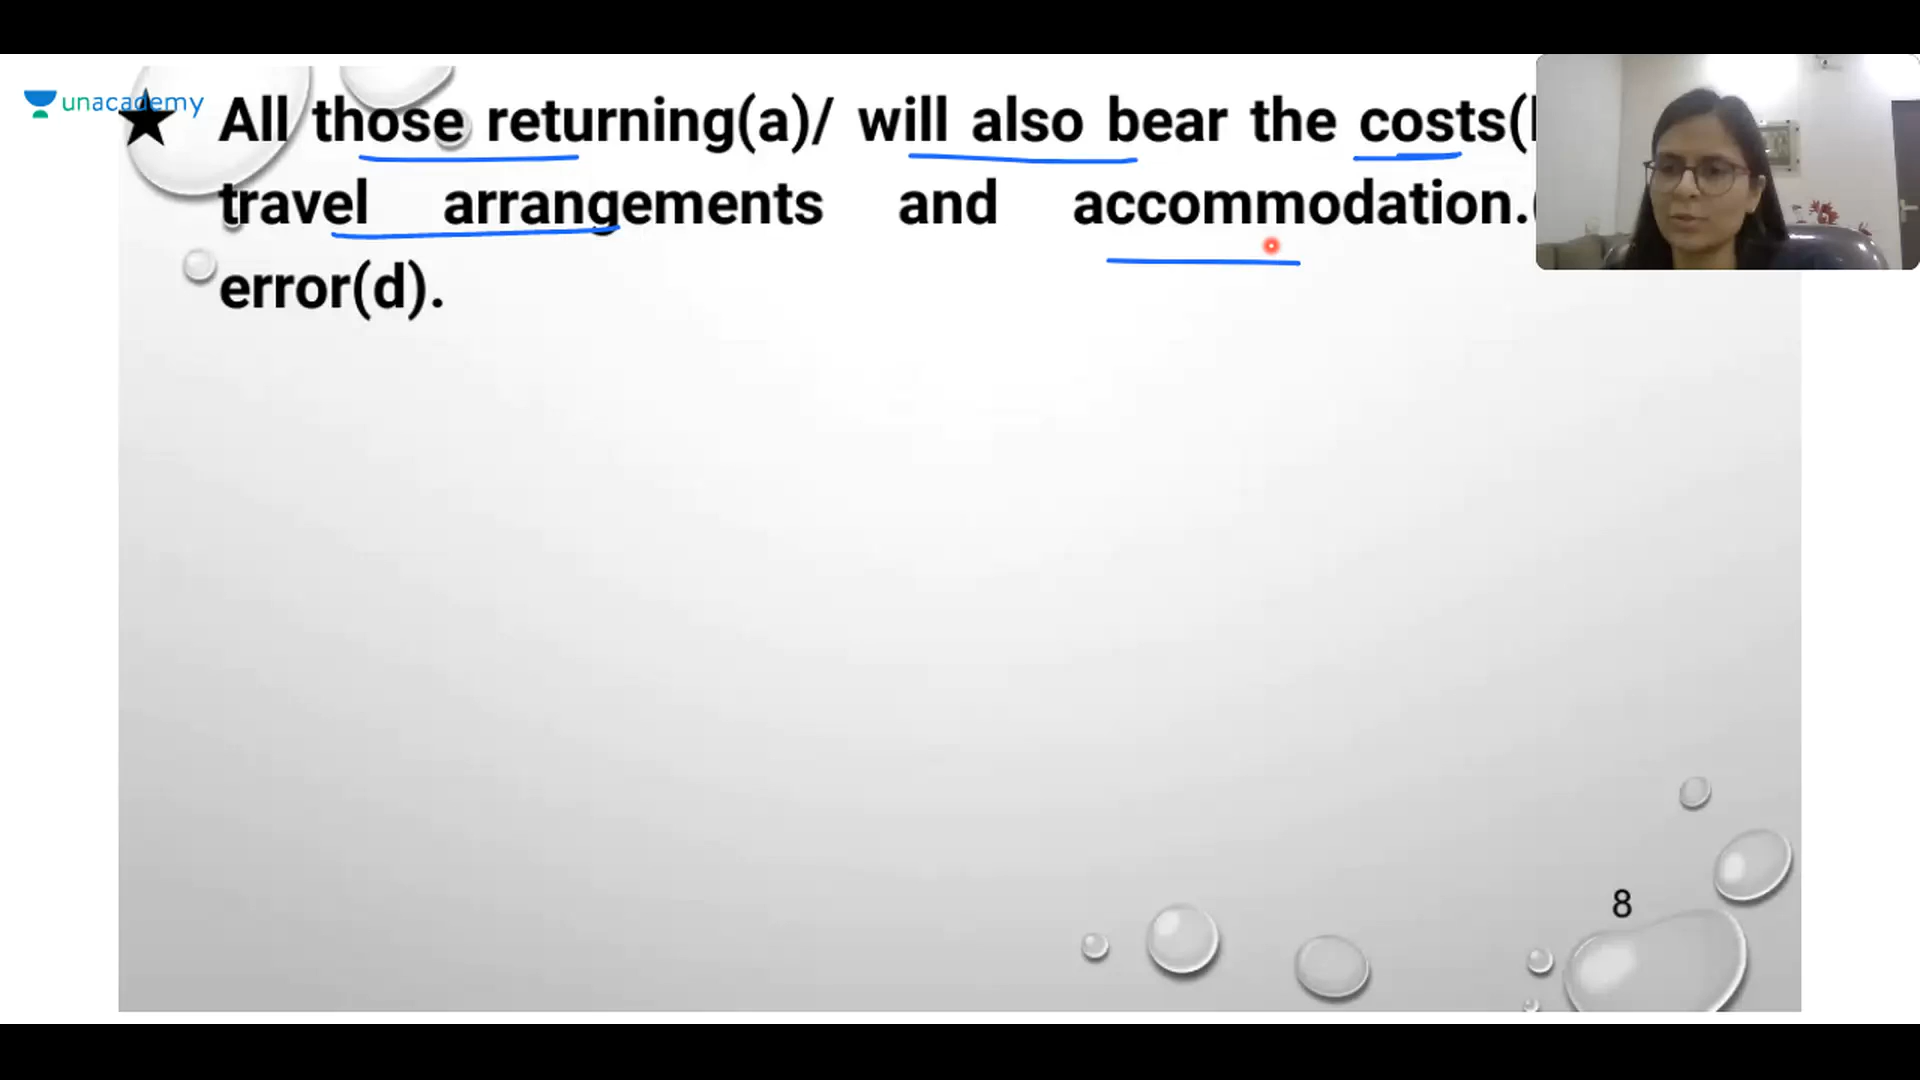 unacademy
★ All those returning(a)/ will also bear the costs(
travel arrangements and accommodation.
error(d).
8